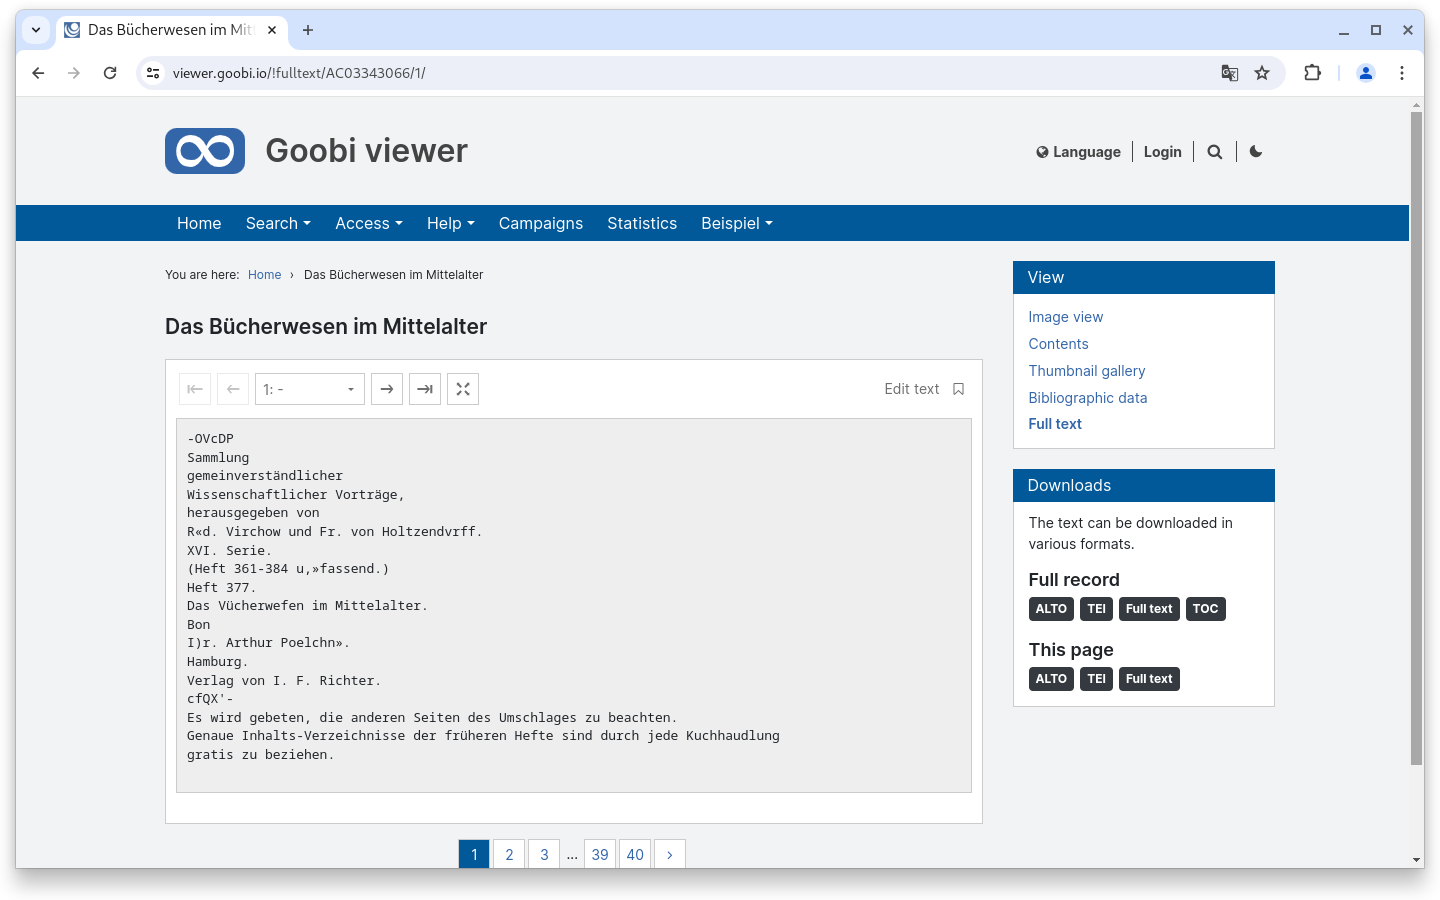 Das Bücherwesen im Mit
viewer.goobi.io/!fulltext/AC03343066/1/
Goobi viewer
Language
Login
Home
Search
Access
Help
Campaigns
Statistics
Beispiel
You are here: Home › Das Bücherwesen im Mittelalter
Das Bücherwesen im Mittelalter
1: -
Edit text
-OVcDP
Sammlung
gemeinverständlicher
Wissenschaftlicher Vorträge,
herausgegeben von
R«d. Virchow und Fr. von Holtzendvrff.
XVI. Serie.
(Heft 361-384 u,»fassend.)
Heft 377.
Das Vücherwefen im Mittelalter.
Bon
I)r. Arthur Poelchn».
Hamburg.
Verlag von I. F. Richter.
cfQX'-
Es wird gebeten, die anderen Seiten des Umschlages zu beachten.
Genaue Inhalts-Verzeichnisse der früheren Hefte sind durch jede Kuchhaudlung
gratis zu beziehen.
1 2 3 ... 39 40 ›
View
Image view
Contents
Thumbnail gallery
Bibliographic data
Full text
Downloads
The text can be downloaded in
various formats.
Full record
ALTO TEI Full text TOC
This page
ALTO TEI Full text